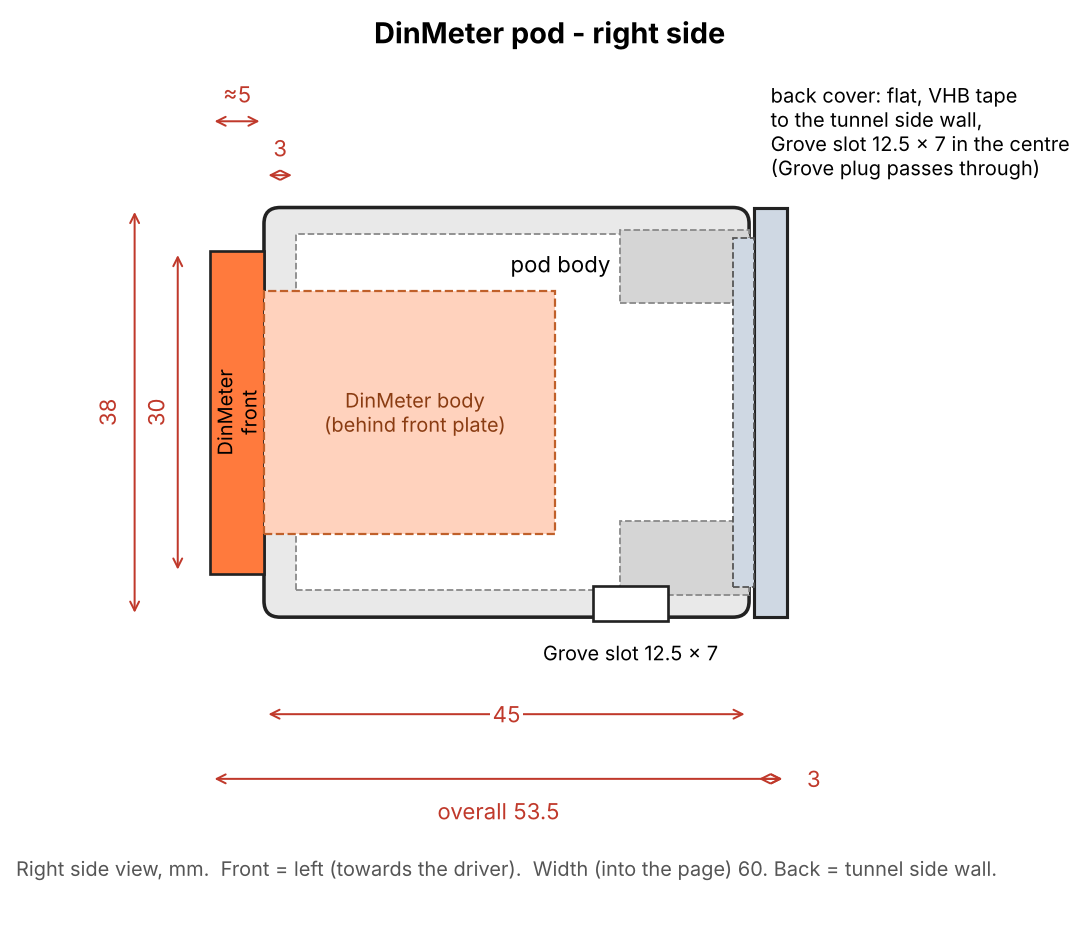 DinMeter pod - right side
≈5
3
back cover: flat, VHB tape
to the tunnel side wall,
Grove slot 12.5 × 7 in the centre
(Grove plug passes through)
pod body
38
30
DinMeter
front
DinMeter body
(behind front plate)
Grove slot 12.5 × 7
45
3
overall 53.5
Right side view, mm.  Front = left (towards the driver).  Width (into the page) 60. Back = tunnel side wall.